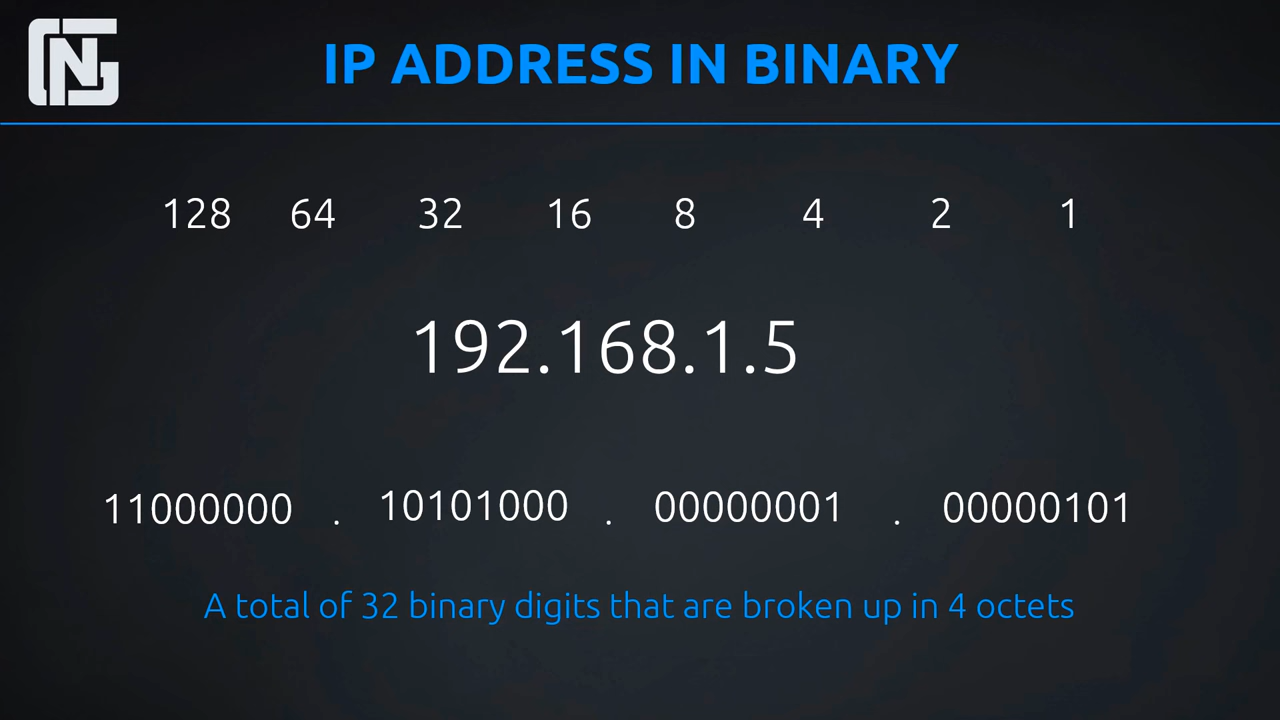 IP ADDRESS IN BINARY
128 64 32 16 8 4 2 1
192.168.1.5
11000000 . 10101000 . 00000001 . 00000101
A total of 32 binary digits that are broken up in 4 octets